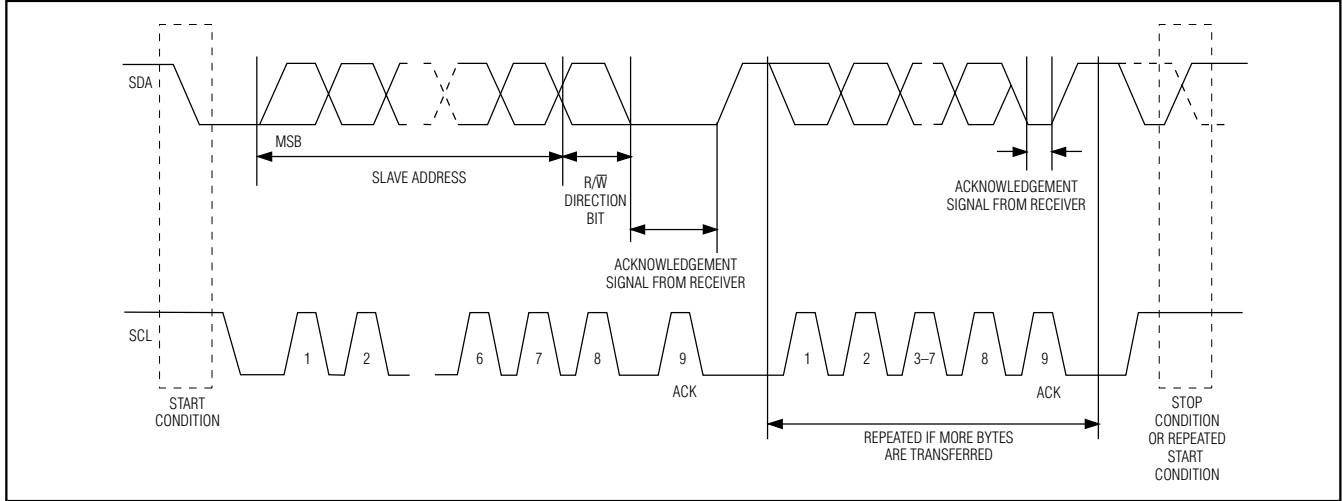 SDA
MSB
SLAVE ADDRESS
R/W̅
DIRECTION
BIT
ACKNOWLEDGEMENT
SIGNAL FROM RECEIVER
ACKNOWLEDGEMENT
SIGNAL FROM RECEIVER
SCL
1 2 6 7 8 9 1 2 3–7 8 9
ACK ACK
START
CONDITION
REPEATED IF MORE BYTES
ARE TRANSFERRED
STOP
CONDITION
OR REPEATED
START
CONDITION